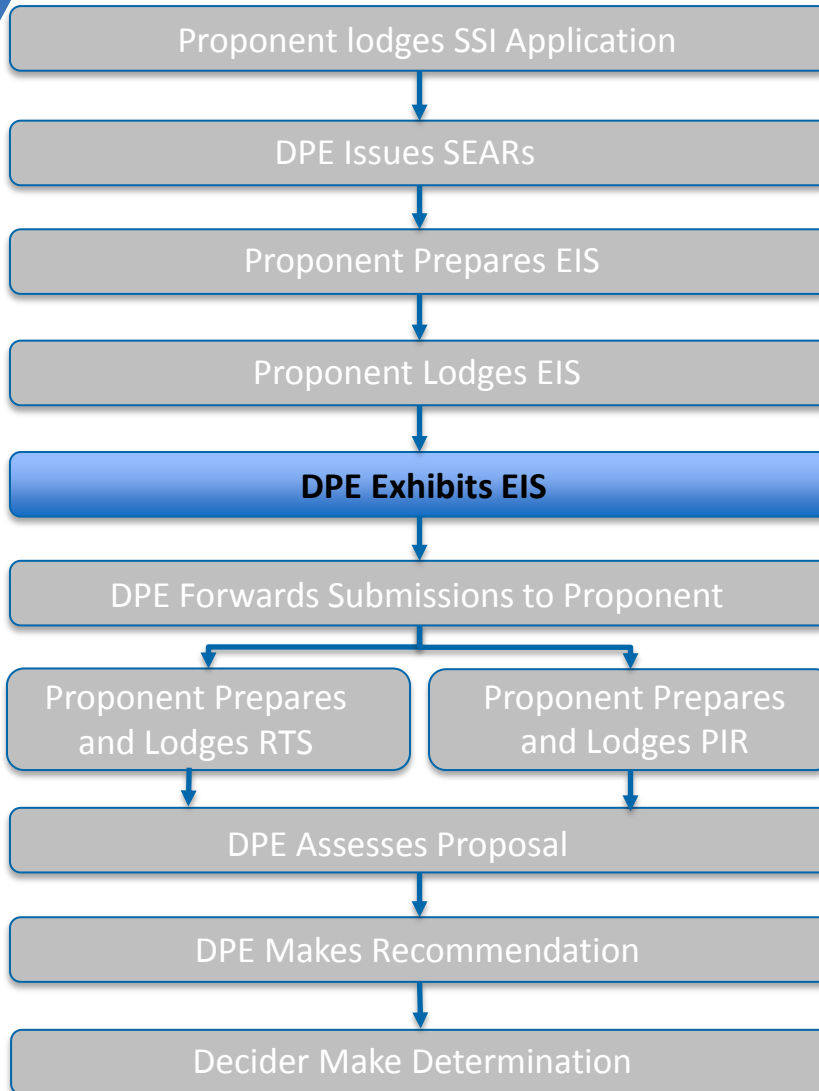 Proponent lodges SSI Application
DPE Issues SEARs
Proponent Prepares EIS
Proponent Lodges EIS
DPE Exhibits EIS
DPE Forwards Submissions to Proponent
Proponent Prepares
and Lodges RTS
Proponent Prepares
and Lodges PIR
DPE Assesses Proposal
DPE Makes Recommendation
Decider Make Determination